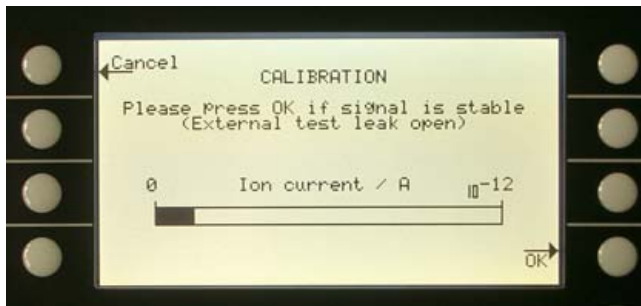 Cancel
CALIBRATION
Please press OK if signal is stable
(External test leak open)
0 Ion current / A 10-12
OK